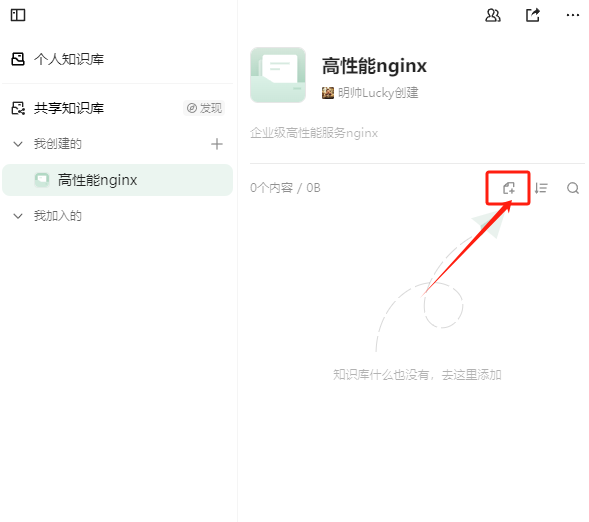 个人知识库
共享知识库
发现
我创建的
高性能nginx
我加入的
高性能nginx
明帅Lucky创建
企业级高性能服务nginx
0个内容 / 0B
知识库什么也没有，去这里添加